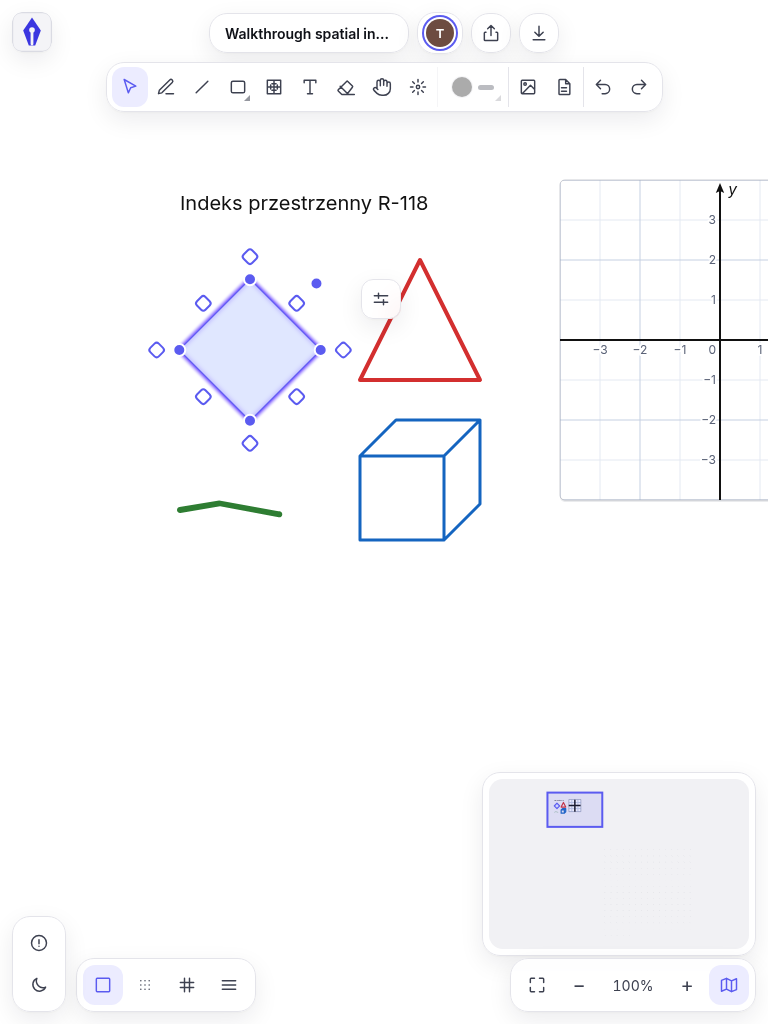 Walkthrough spatial in...
T
Indeks przestrzenny R-118
y
3
2
1
−3 −2 −1 0 1
−1
−2
−3
100%